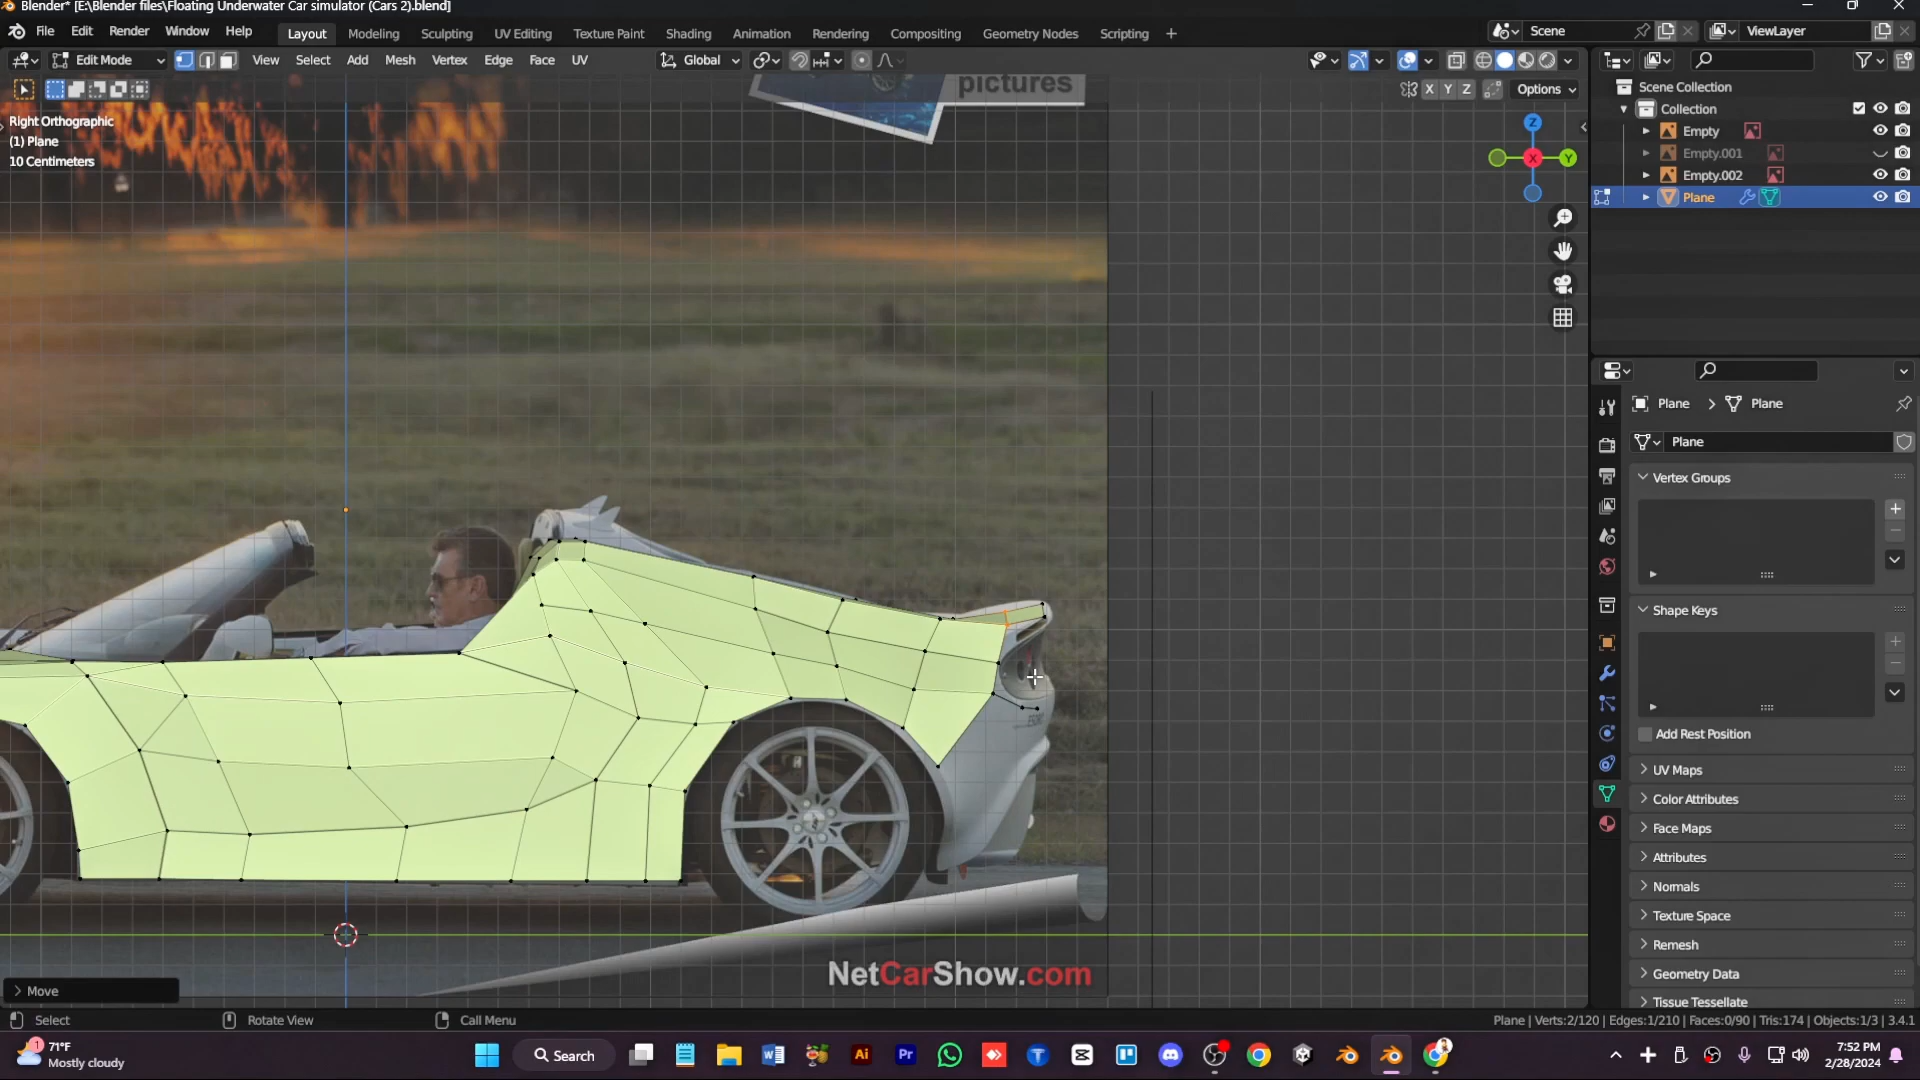 Blender* [E:\Blender files\Floating Underwater Car simulator (Cars 2).blend]
File Edit Render Window Help Layout Modeling Sculpting UV Editing Texture Paint Shading Animation Rendering Compositing Geometry Nodes Scripting + Scene ViewLayer
Edit Mode View Select Add Mesh Vertex Edge Face UV Global
X Y Z Options
Right Orthographic
(1) Plane
10 Centimeters
pictures
Z
X
Y
Scene Collection
Collection
Empty
Empty.001
Empty.002
Plane
Plane > Plane
Plane
Vertex Groups
Shape Keys
Add Rest Position
UV Maps
Color Attributes
Face Maps
Attributes
Normals
Texture Space
Remesh
Geometry Data
Tissue Tessellate
NetCarShow.com
> Move
Select Rotate View Call Menu Plane | Verts:2/120 | Edges:1/210 | Faces:0/90 | Tris:174 | Objects:1/3 | 3.4.1
1
71°F
Mostly cloudy
Search
Ai
Pr
7:52 PM
2/28/2024